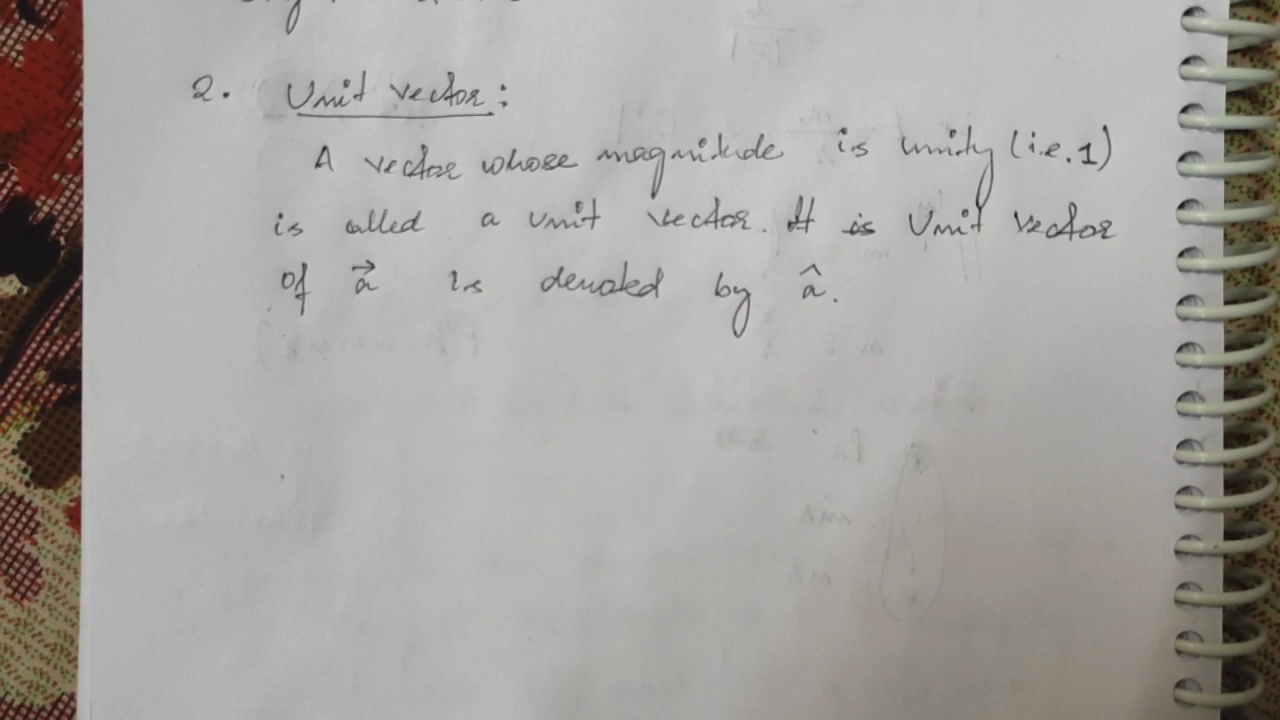 2. Unit vector:
A vector whose magnitude is unity (i.e. 1)
is called a unit vector. It is Unit vector
of a⃗ is denoted by â.